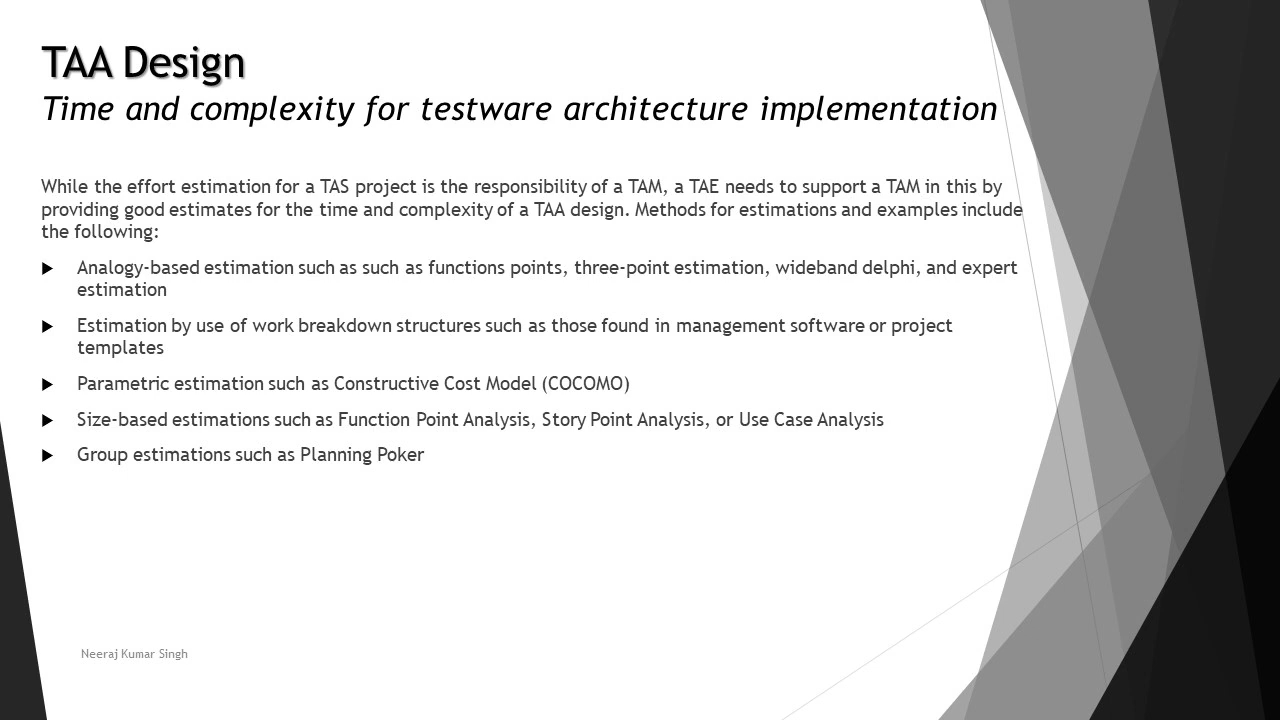 TAA Design
Time and complexity for testware architecture implementation
While the effort estimation for a TAS project is the responsibility of a TAM, a TAE needs to support a TAM in this by
providing good estimates for the time and complexity of a TAA design. Methods for estimations and examples include
the following:
Analogy-based estimation such as such as functions points, three-point estimation, wideband delphi, and expert
estimation
Estimation by use of work breakdown structures such as those found in management software or project
templates
Parametric estimation such as Constructive Cost Model (COCOMO)
Size-based estimations such as Function Point Analysis, Story Point Analysis, or Use Case Analysis
Group estimations such as Planning Poker
Neeraj Kumar Singh